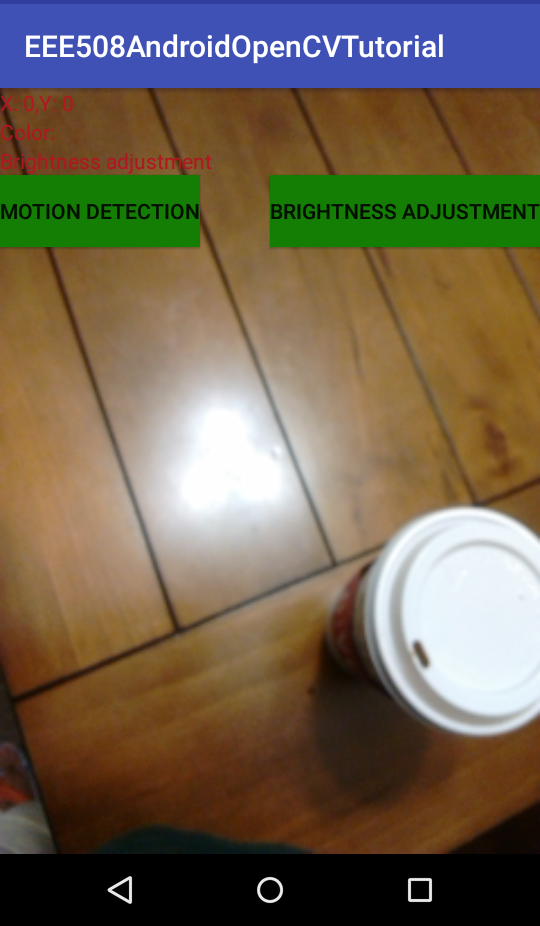 EEE508AndroidOpenCVTutorial
X: 0,Y: 0
Color:
Brightness adjustment
MOTION DETECTION
BRIGHTNESS ADJUSTMENT